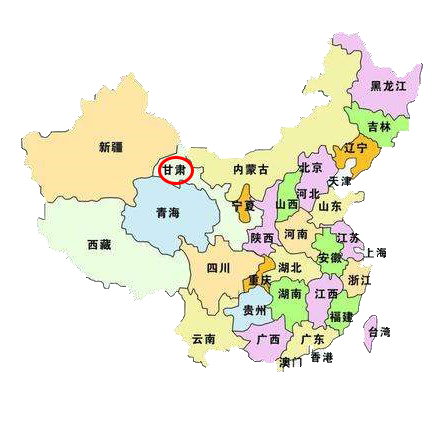 黑龙江
吉林
辽宁
新疆
甘肃
内蒙古
北京
天津
河北
宁夏
山西
山东
青海
陕西
河南
江苏
西藏
上海
安徽
四川
湖北
重庆
浙江
湖南
江西
贵州
福建
云南
广西
广东
台湾
香港
澳门